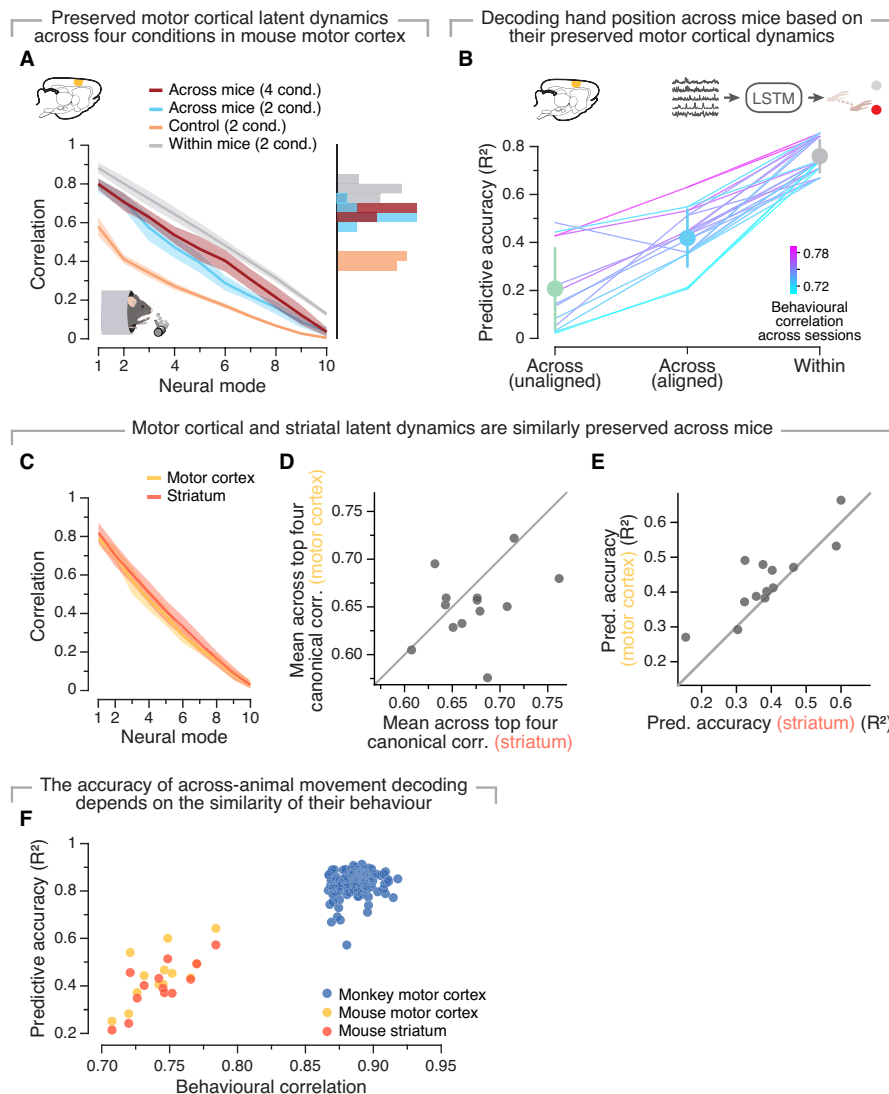 Preserved motor cortical latent dynamics
across four conditions in mouse motor cortex
Decoding hand position across mice based on
their preserved motor cortical dynamics
A
Across mice (4 cond.)
Across mice (2 cond.)
Control (2 cond.)
Within mice (2 cond.)
Correlation
1
0.8
0.6
0.4
0.2
0
1
2
4
6
8
10
Neural mode
B
LSTM
Predictive accuracy (R²)
0.8
0.6
0.4
0.2
0
0.78
0.72
Behavioural
correlation
across sessions
Across
(unaligned)
Across
(aligned)
Within
Motor cortical and striatal latent dynamics are similarly preserved across mice
C
Motor cortex
Striatum
Correlation
1
0.8
0.6
0.4
0.2
0
1
2
4
6
8
10
Neural mode
D
Mean across top four
canonical corr. (motor cortex)
0.75
0.70
0.65
0.60
0.60
0.65
0.70
0.75
Mean across top four
canonical corr. (striatum)
E
Pred. accuracy
(motor cortex) (R²)
0.6
0.5
0.4
0.3
0.2
0.2
0.3
0.4
0.5
0.6
Pred. accuracy (striatum) (R²)
The accuracy of across-animal movement decoding
depends on the similarity of their behaviour
F
Predictive accuracy (R²)
1
0.8
0.6
0.4
0.2
Monkey motor cortex
Mouse motor cortex
Mouse striatum
0.70
0.75
0.80
0.85
0.90
0.95
Behavioural correlation